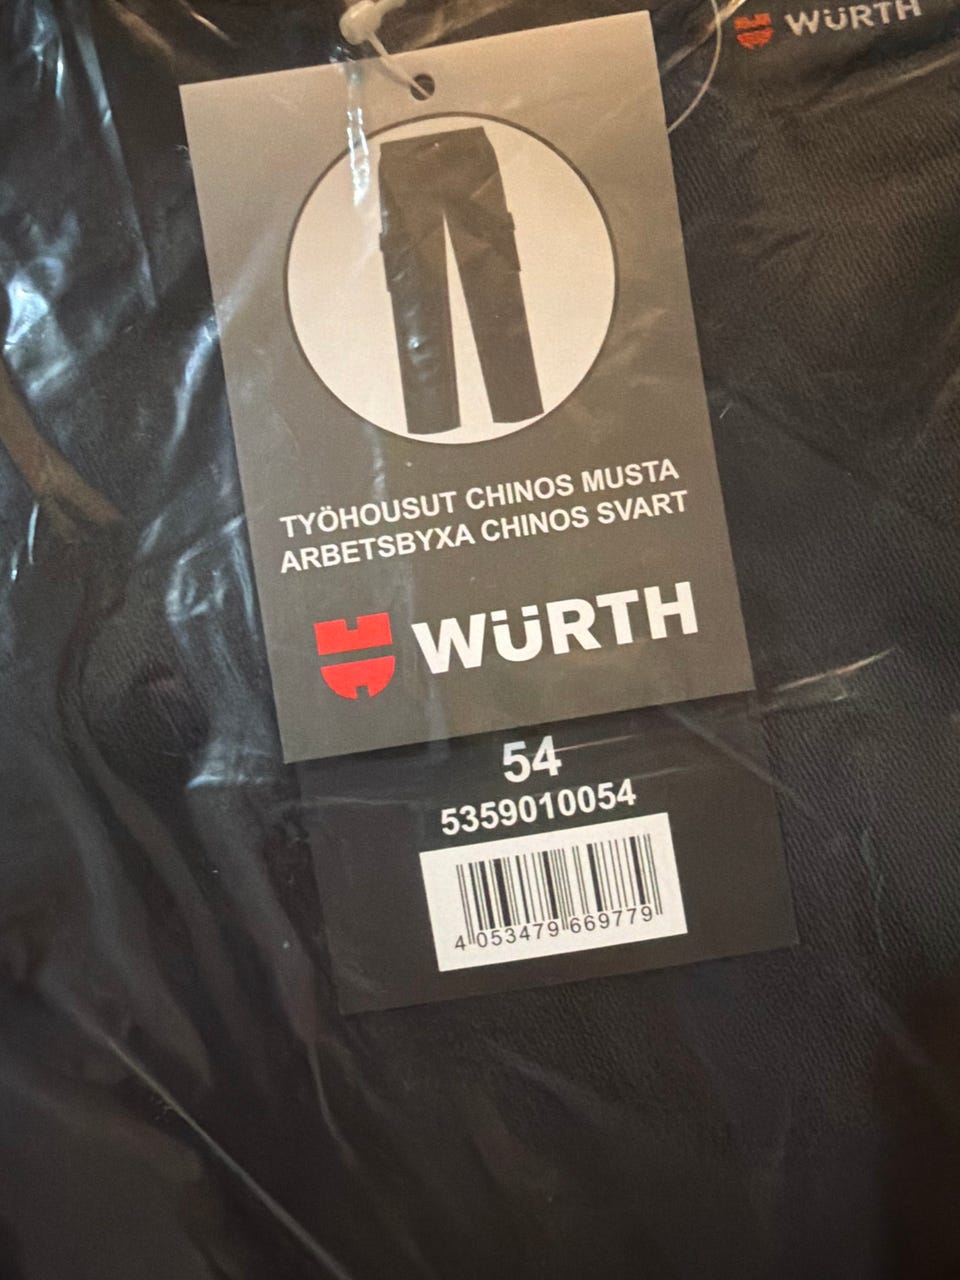 WÜRTH
TYÖHOUSUT CHINOS MUSTA
ARBETSBYXA CHINOS SVART
WÜRTH
54
5359010054
4 053479 669779